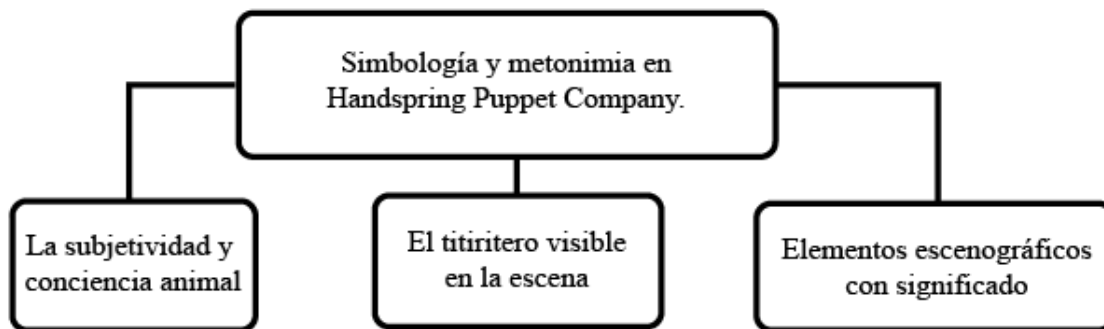 Simbología y metonimia en
Handspring Puppet Company.
La subjetividad y
conciencia animal
El titiritero visible
en la escena
Elementos escenográficos
con significado